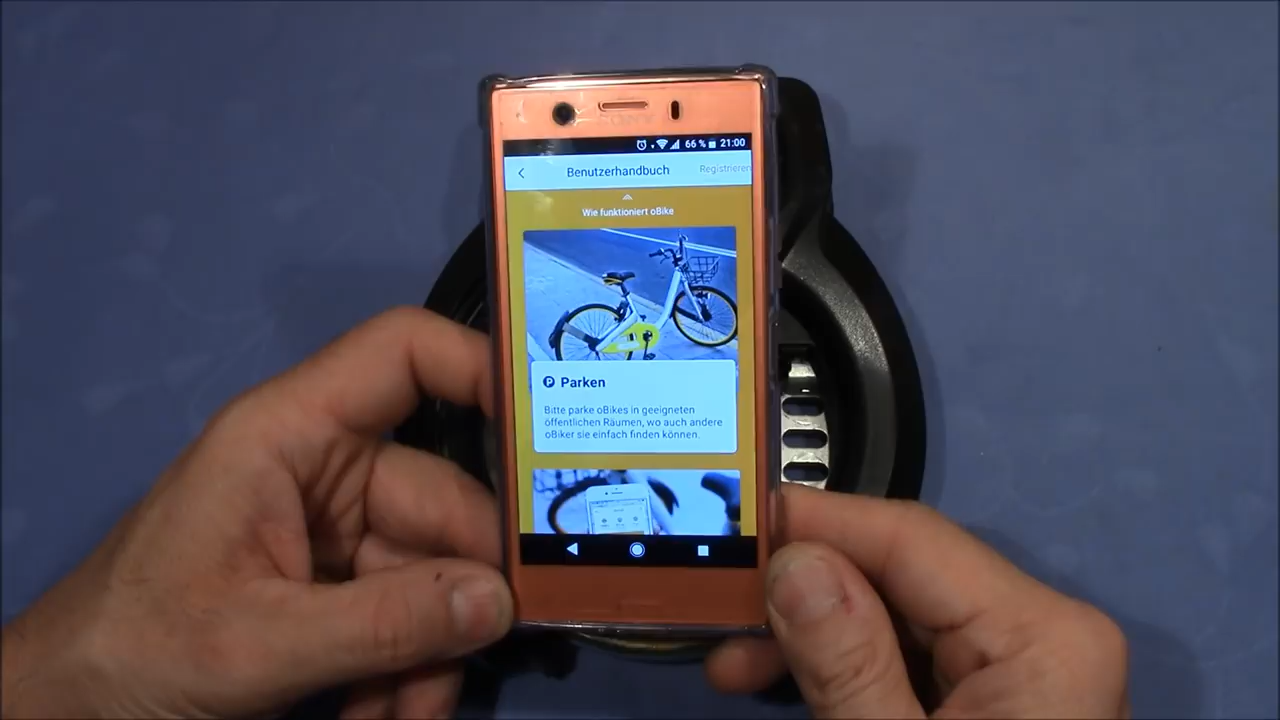 SONY
66 % 21:00
Benutzerhandbuch Registrieren
Wie funktioniert oBike
P Parken
Bitte parke oBikes in geeigneten
öffentlichen Räumen, wo auch andere
oBiker sie einfach finden können.